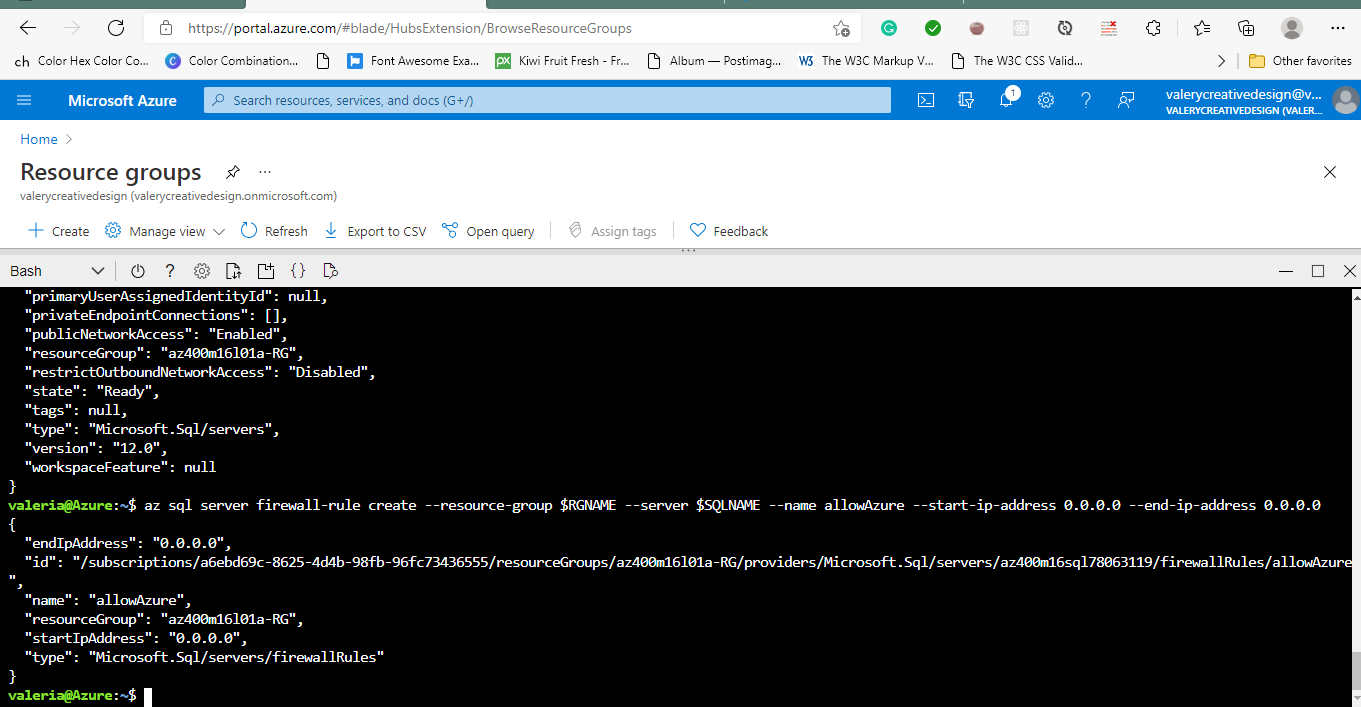 https://portal.azure.com/#blade/HubsExtension/BrowseResourceGroups
ch Color Hex Color Co... Color Combination... Font Awesome Exa... Kiwi Fruit Fresh - Fr... Album — Postimag... The W3C Markup V... The W3C CSS Valid... Other favorites
Microsoft Azure Search resources, services, and docs (G+/) 1 valerycreativedesign@v...
VALERYCREATIVEDESIGN (VALER...
Home >
Resource groups ...
valerycreativedesign (valerycreativedesign.onmicrosoft.com)
+ Create Manage view Refresh Export to CSV Open query Assign tags Feedback
Bash ? {}
"primaryUserAssignedIdentityId": null,
"privateEndpointConnections": [],
"publicNetworkAccess": "Enabled",
"resourceGroup": "az400m16l01a-RG",
"restrictOutboundNetworkAccess": "Disabled",
"state": "Ready",
"tags": null,
"type": "Microsoft.Sql/servers",
"version": "12.0",
"workspaceFeature": null
}
valeria@Azure:~$ az sql server firewall-rule create --resource-group $RGNAME --server $SQLNAME --name allowAzure --start-ip-address 0.0.0.0 --end-ip-address 0.0.0.0
{
"endIpAddress": "0.0.0.0",
"id": "/subscriptions/a6ebd69c-8625-4d4b-98fb-96fc73436555/resourceGroups/az400m16l01a-RG/providers/Microsoft.Sql/servers/az400m16sql78063119/firewallRules/allowAzure
",
"name": "allowAzure",
"resourceGroup": "az400m16l01a-RG",
"startIpAddress": "0.0.0.0",
"type": "Microsoft.Sql/servers/firewallRules"
}
valeria@Azure:~$